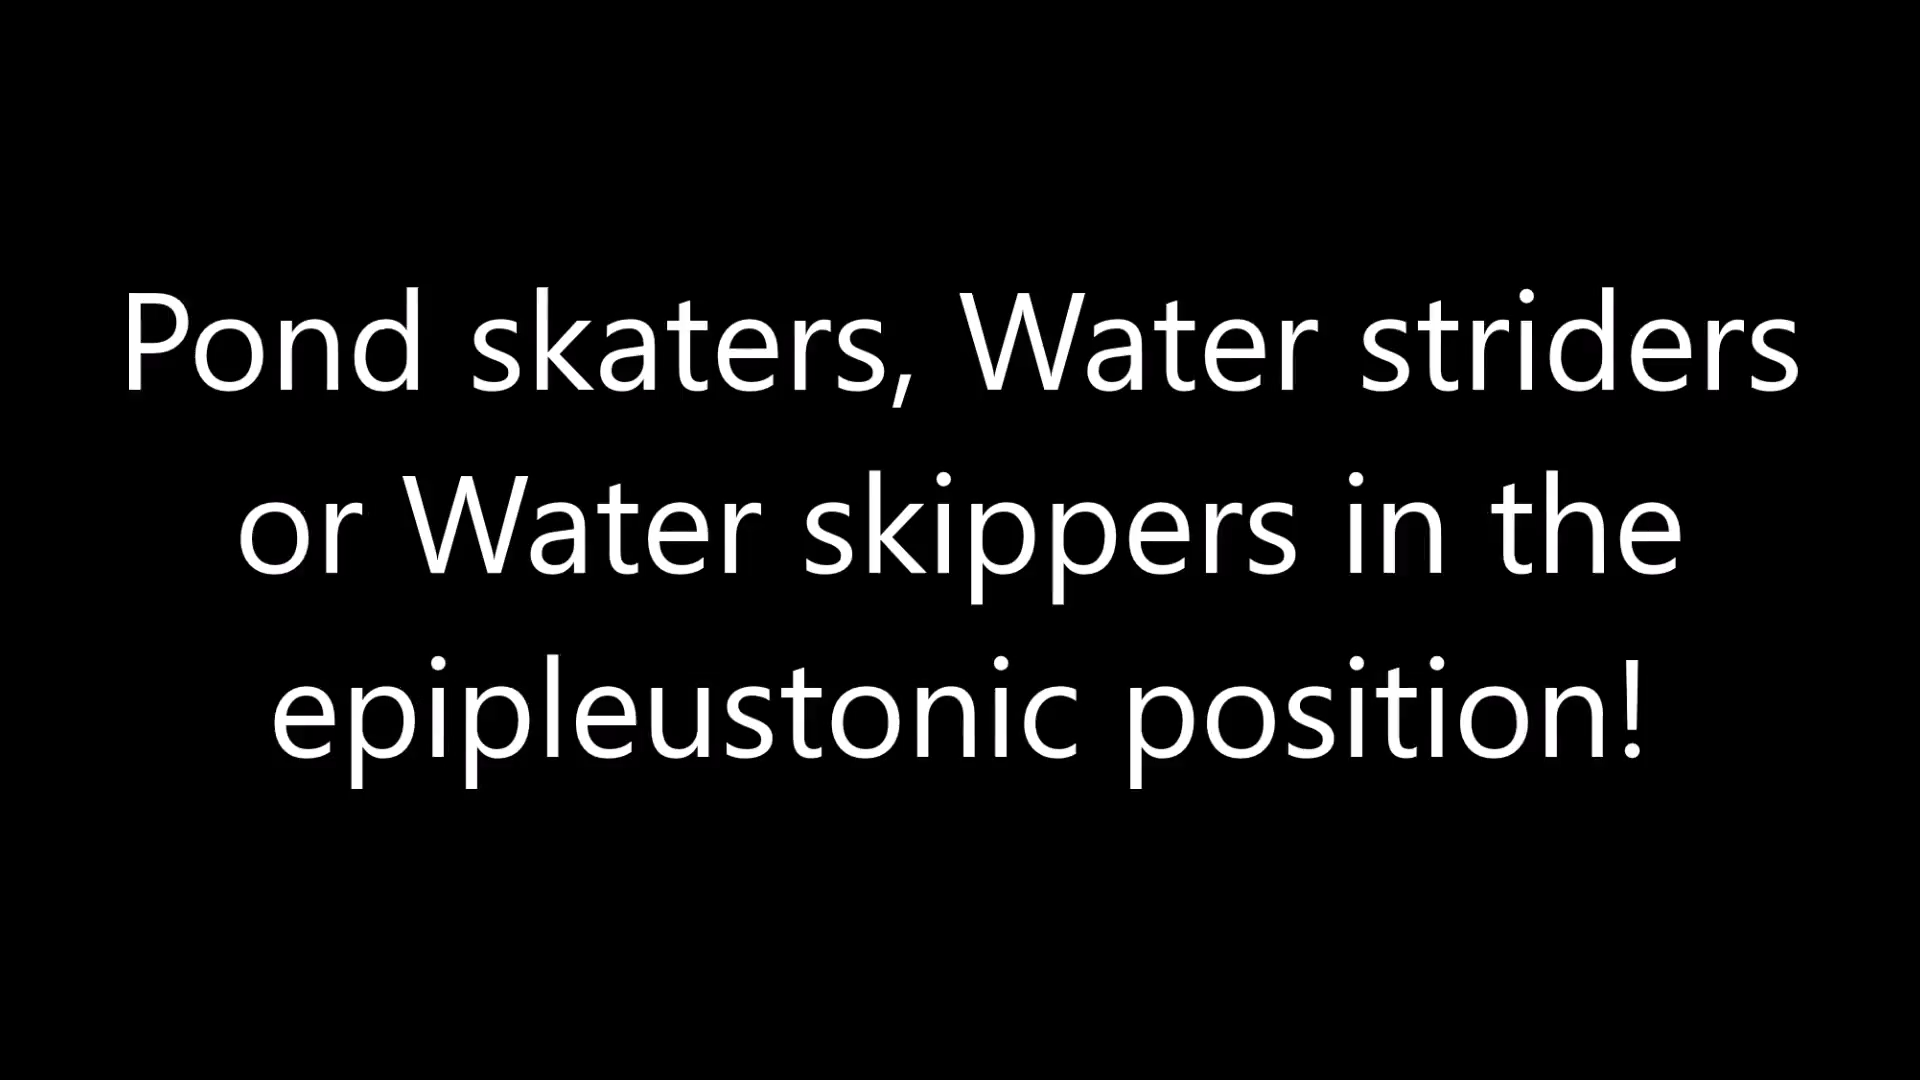 Pond skaters, Water striders
or Water skippers in the
epipleustonic position!